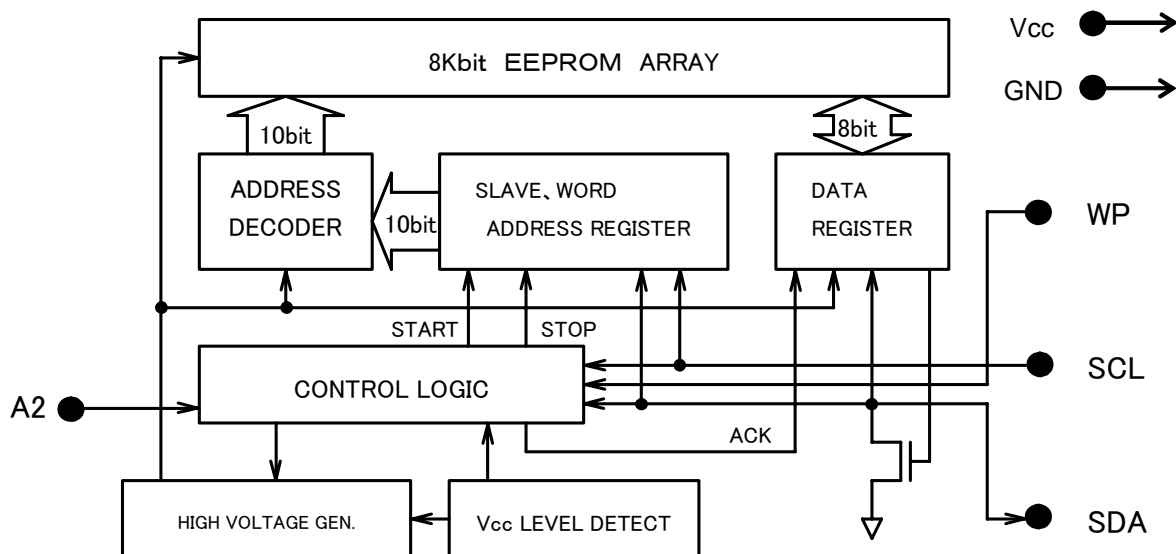 8Kbit EEPROM ARRAY
Vcc
GND
10bit
8bit
ADDRESS
DECODER
10bit
SLAVE、WORD
ADDRESS REGISTER
DATA
REGISTER
WP
START
STOP
CONTROL LOGIC
SCL
A2
ACK
HIGH VOLTAGE GEN.
Vcc LEVEL DETECT
SDA